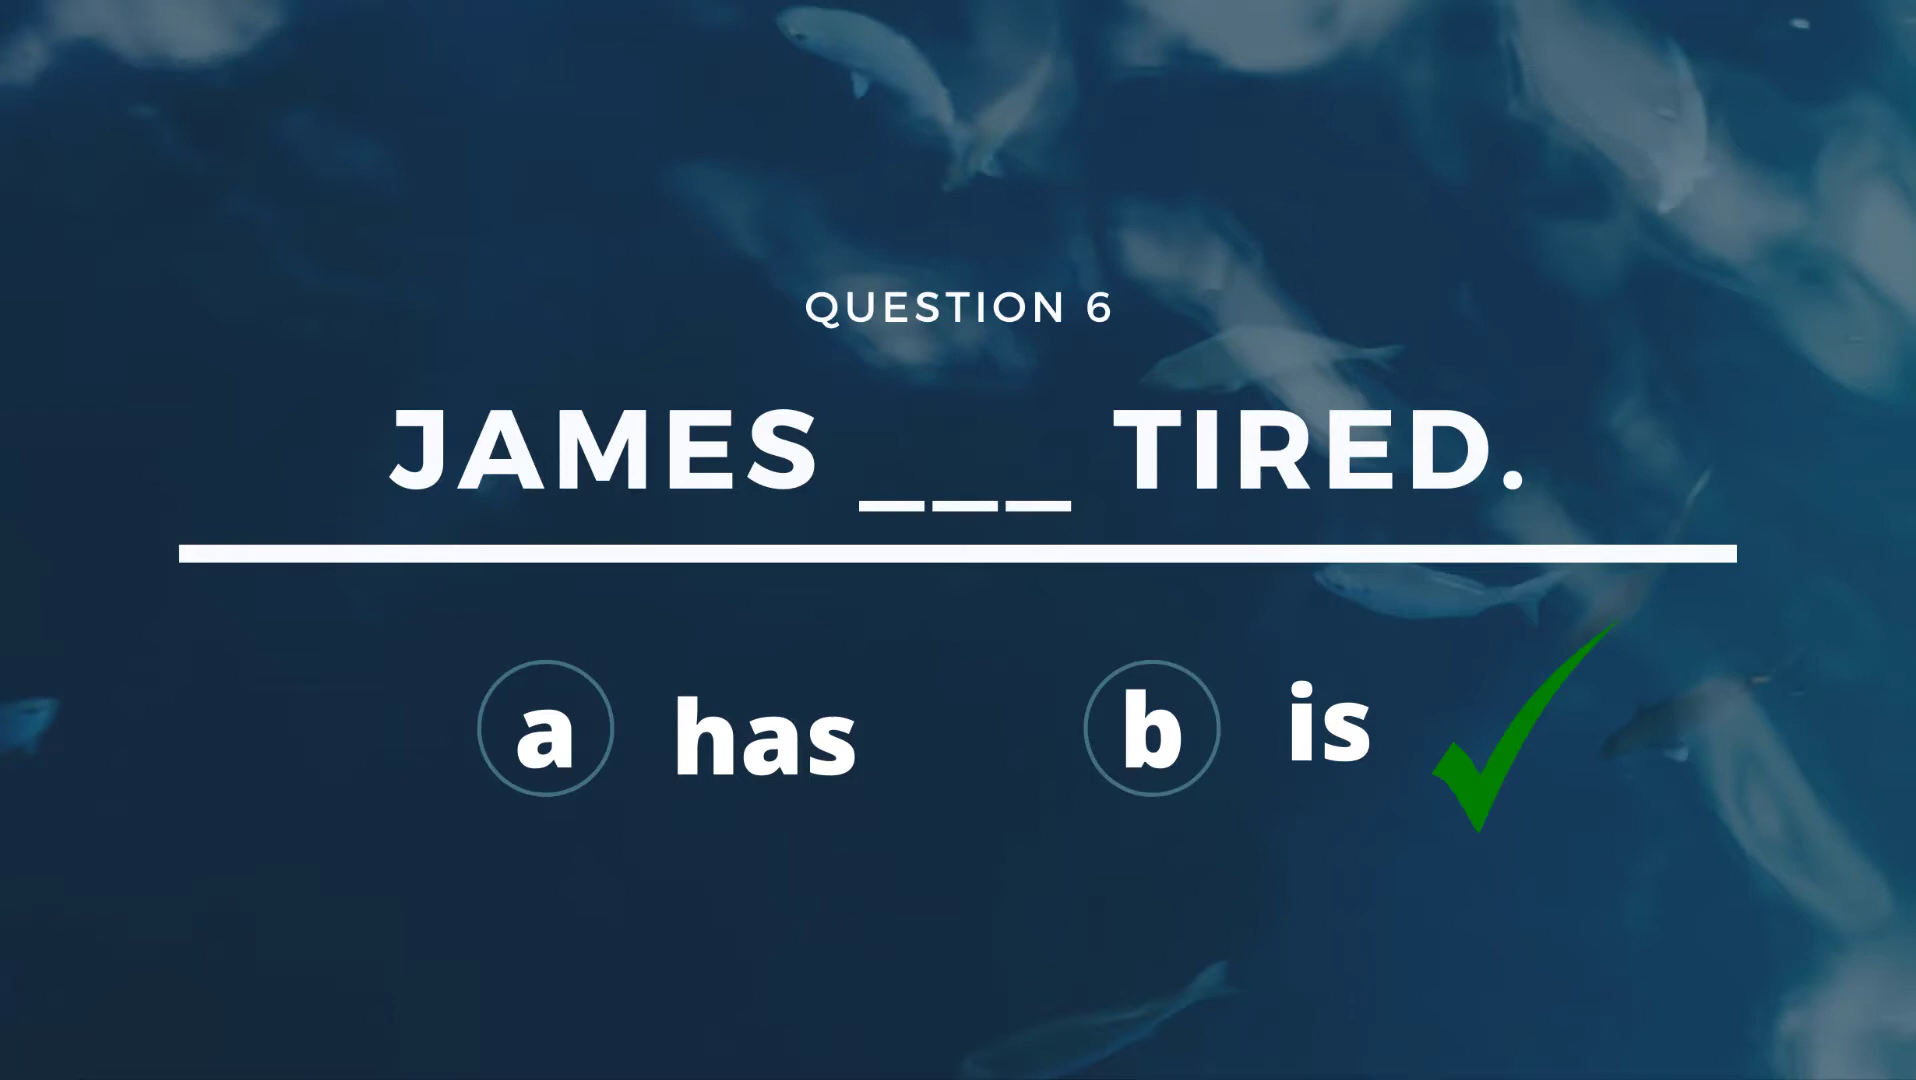 QUESTION 6
JAMES ___ TIRED.
a has
b is